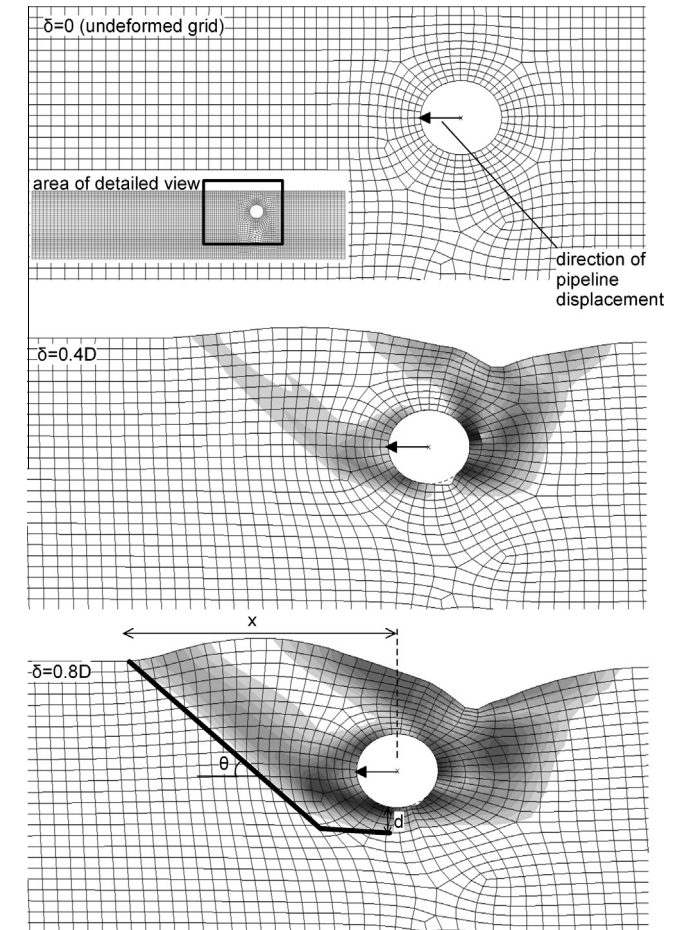 δ=0 (undeformed grid)
area of detailed view
direction of
pipeline
displacement
δ=0.4D
x
δ=0.8D
θ
d